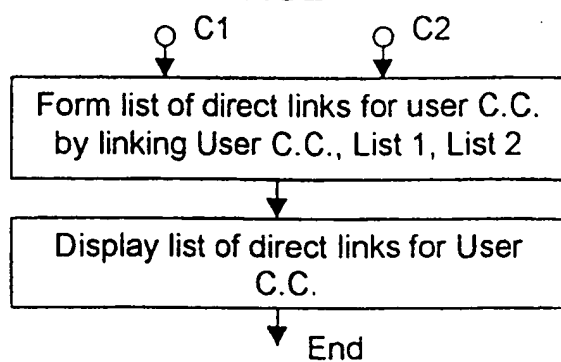 C1 C2
Form list of direct links for user C.C.
by linking User C.C., List 1, List 2
Display list of direct links for User
C.C.
End